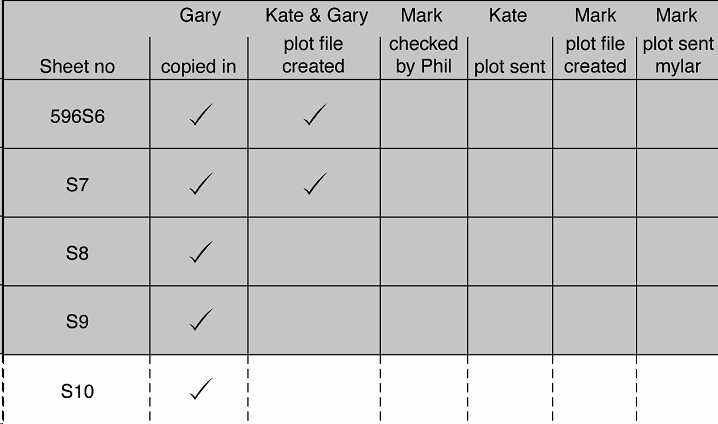 Gary Kate & Gary Mark Kate Mark Mark
plot file checked plot file plot sent
Sheet no copied in created by Phil plot sent created mylar
596S6 ✓ ✓
S7 ✓ ✓
S8 ✓
S9 ✓
S10 ✓